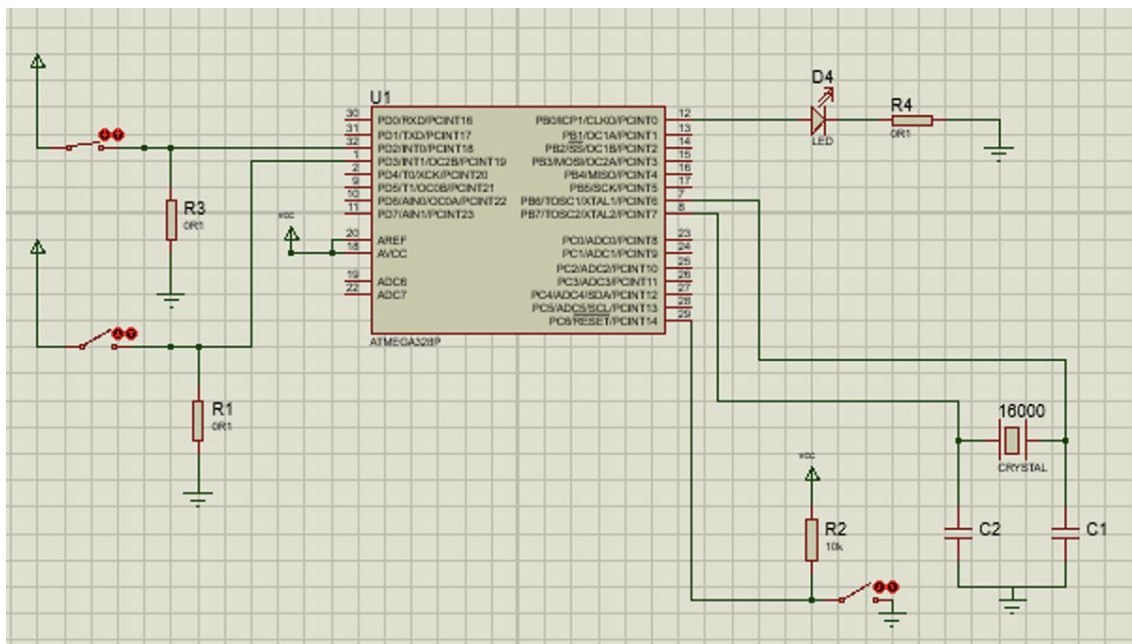 U1
ATMEGA328P
30 PD0/RXD/PCINT16
31 PD1/TXD/PCINT17
32 PD2/INT0/PCINT18
1 PD3/INT1/OC2B/PCINT19
2 PD4/T0/XCK/PCINT20
9 PD5/T1/OC0B/PCINT21
10 PD6/AIN0/OC0A/PCINT22
11 PD7/AIN1/PCINT23
20 AREF
18 AVCC
19 ADC6
22 ADC7
PB0/ICP1/CLKO/PCINT0 12
PB1/OC1A/PCINT1 13
PB2/SS/OC1B/PCINT2 14
PB3/MOSI/OC2A/PCINT3 15
PB4/MISO/PCINT4 16
PB5/SCK/PCINT5 17
PB6/TOSC1/XTAL1/PCINT6 7
PB7/TOSC2/XTAL2/PCINT7 8
PC0/ADC0/PCINT8 23
PC1/ADC1/PCINT9 24
PC2/ADC2/PCINT10 25
PC3/ADC3/PCINT11 26
PC4/ADC4/SDA/PCINT12 27
PC5/ADC5/SCL/PCINT13 28
PC6/RESET/PCINT14 29
D4
LED
R4
0R1
R3
0R1
VCC
R1
0R1
16000
CRYSTAL
VCC
R2
10k
C2
C1